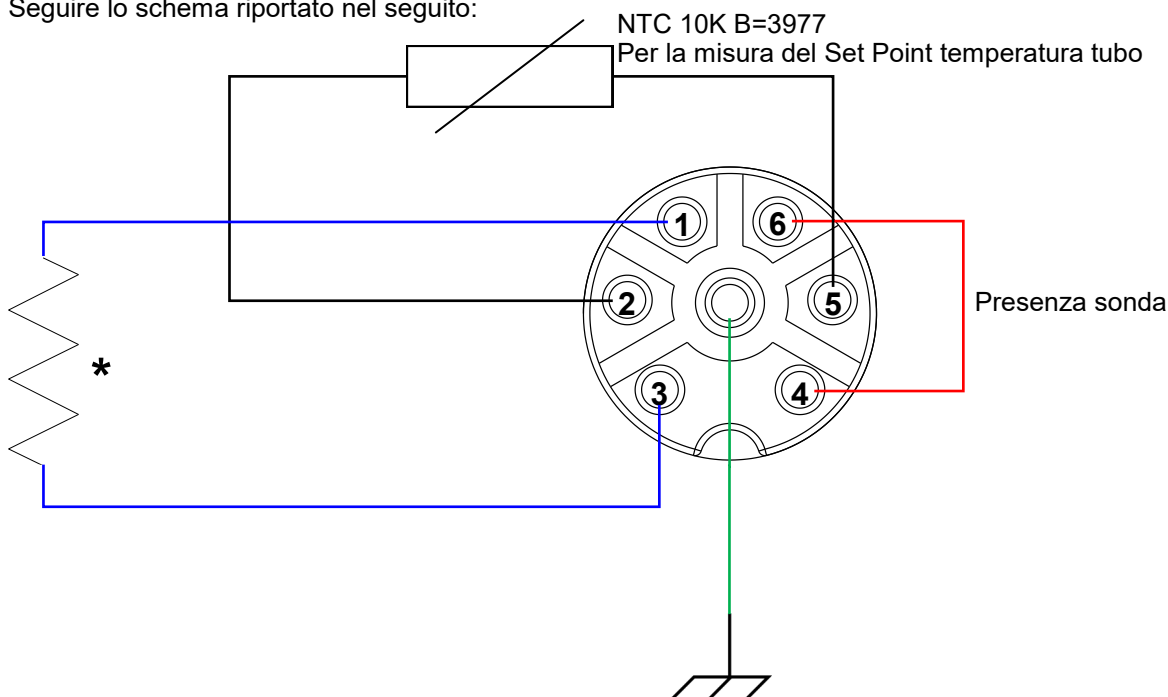 Seguire lo schema riportato nel seguito:
NTC 10K B=3977
Per la misura del Set Point temperatura tubo
1
6
2
5
Presenza sonda
*
3
4